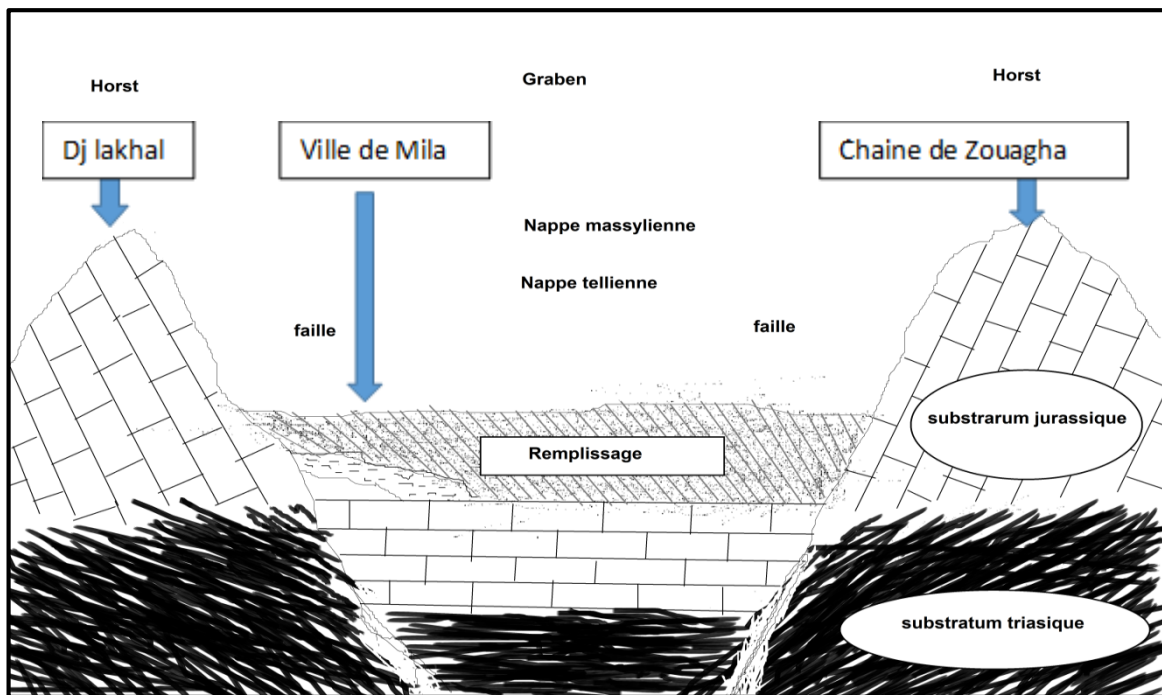 Horst
Graben
Horst
Dj lakhal
Ville de Mila
Chaine de Zouagha
Nappe massylienne
Nappe tellienne
faille
faille
substrarum jurassique
Remplissage
substratum triasique